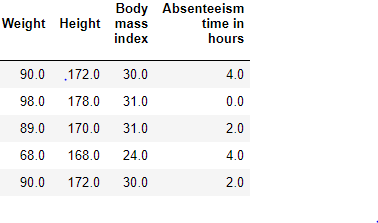 Weight Height Body mass index Absenteeism time in hours
90.0 172.0 30.0 4.0
98.0 178.0 31.0 0.0
89.0 170.0 31.0 2.0
68.0 168.0 24.0 4.0
90.0 172.0 30.0 2.0